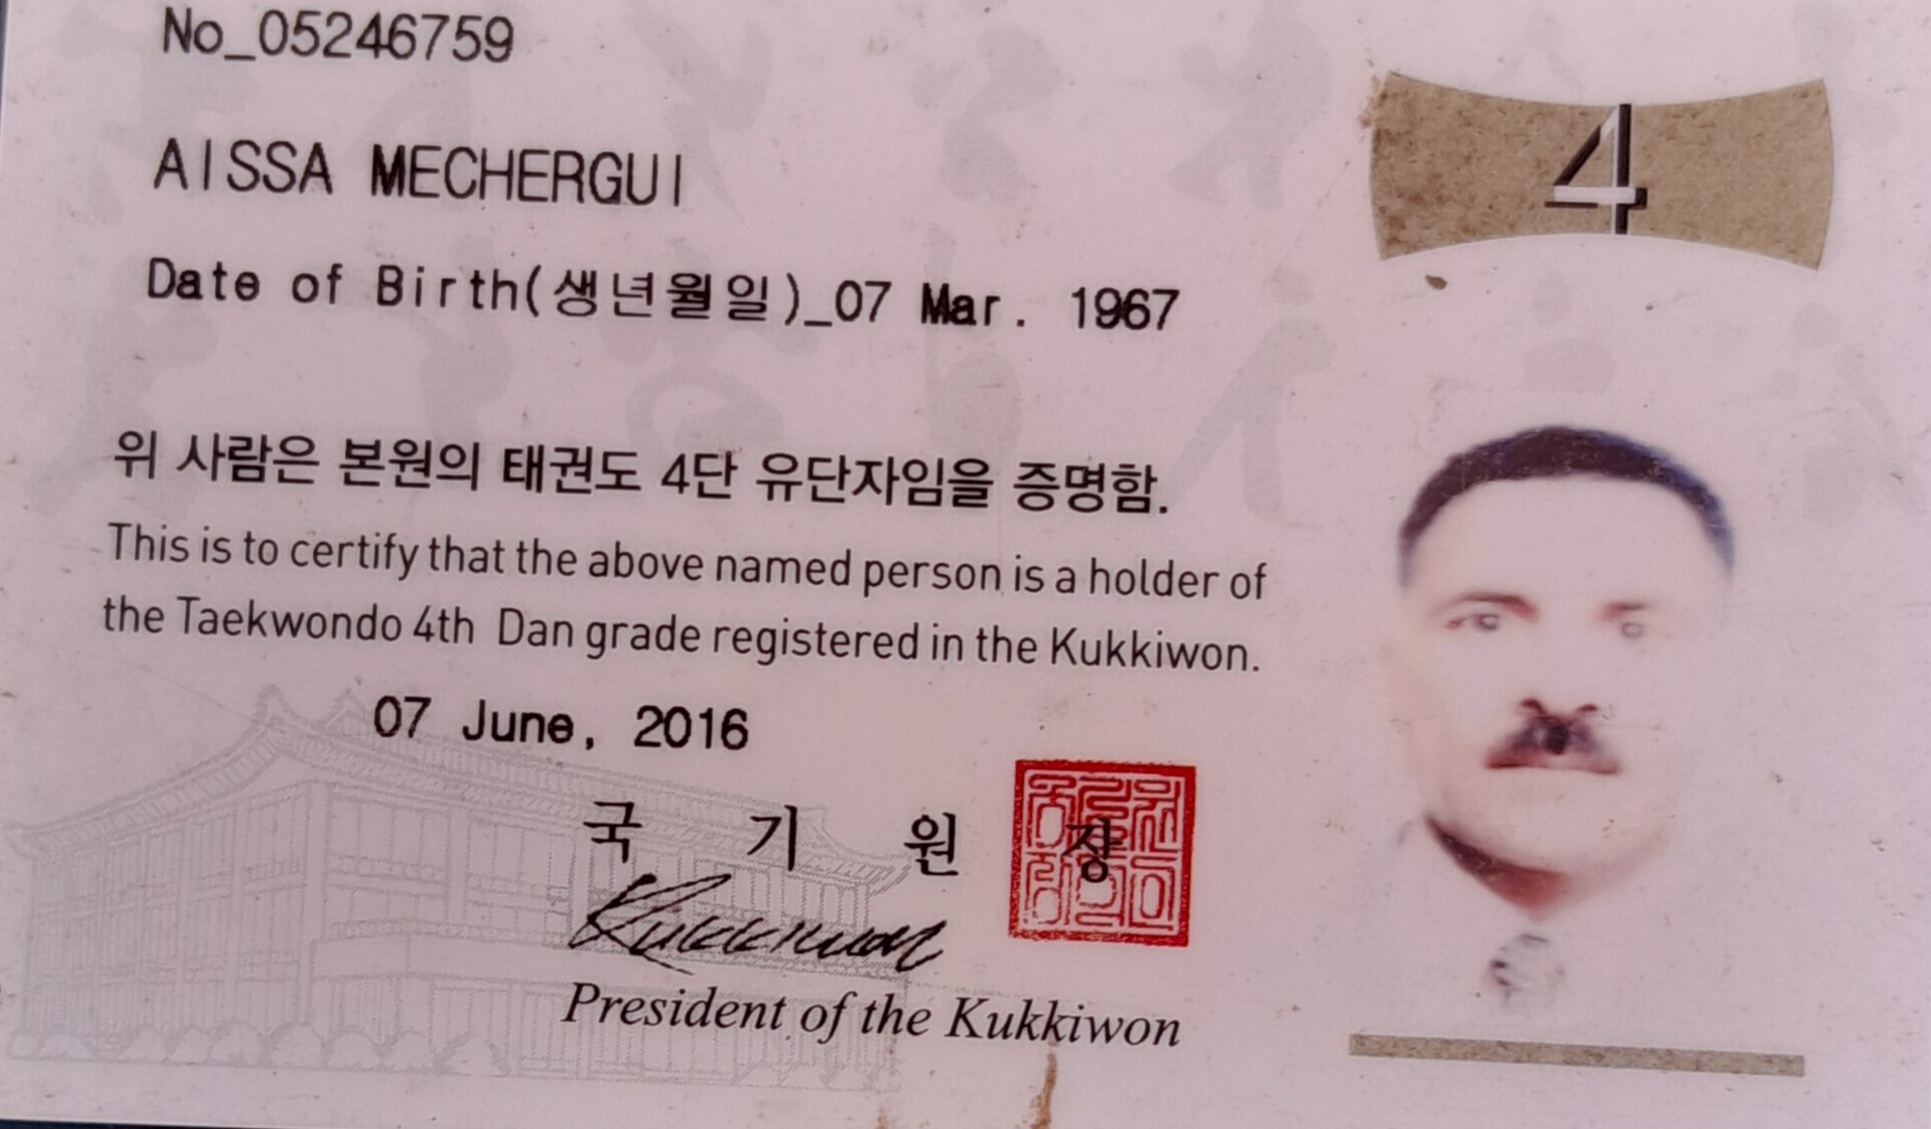 No_05246759
4
AISSA MECHERGUI
Date of Birth(생년월일)_07 Mar. 1967
위 사람은 본원의 태권도 4단 유단자임을 증명함.
This is to certify that the above named person is a holder of
the Taekwondo 4th Dan grade registered in the Kukkiwon.
07 June, 2016
국 기 원 장
Kukkiwon
President of the Kukkiwon